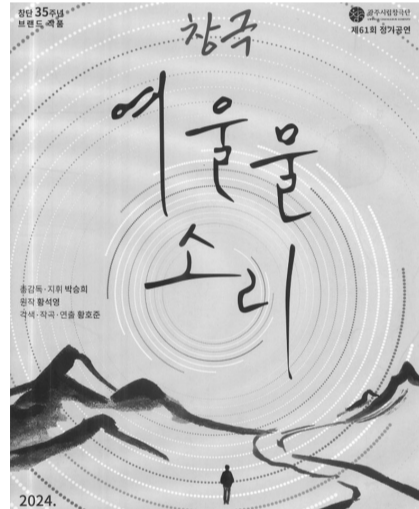 창단 35주년
브랜드 작품
광주시립창극단
제61회 정기공연
창극
여울물
소리
총감독·지휘 박승희
원작 황석영
각색·작곡·연출 황호준
2024.